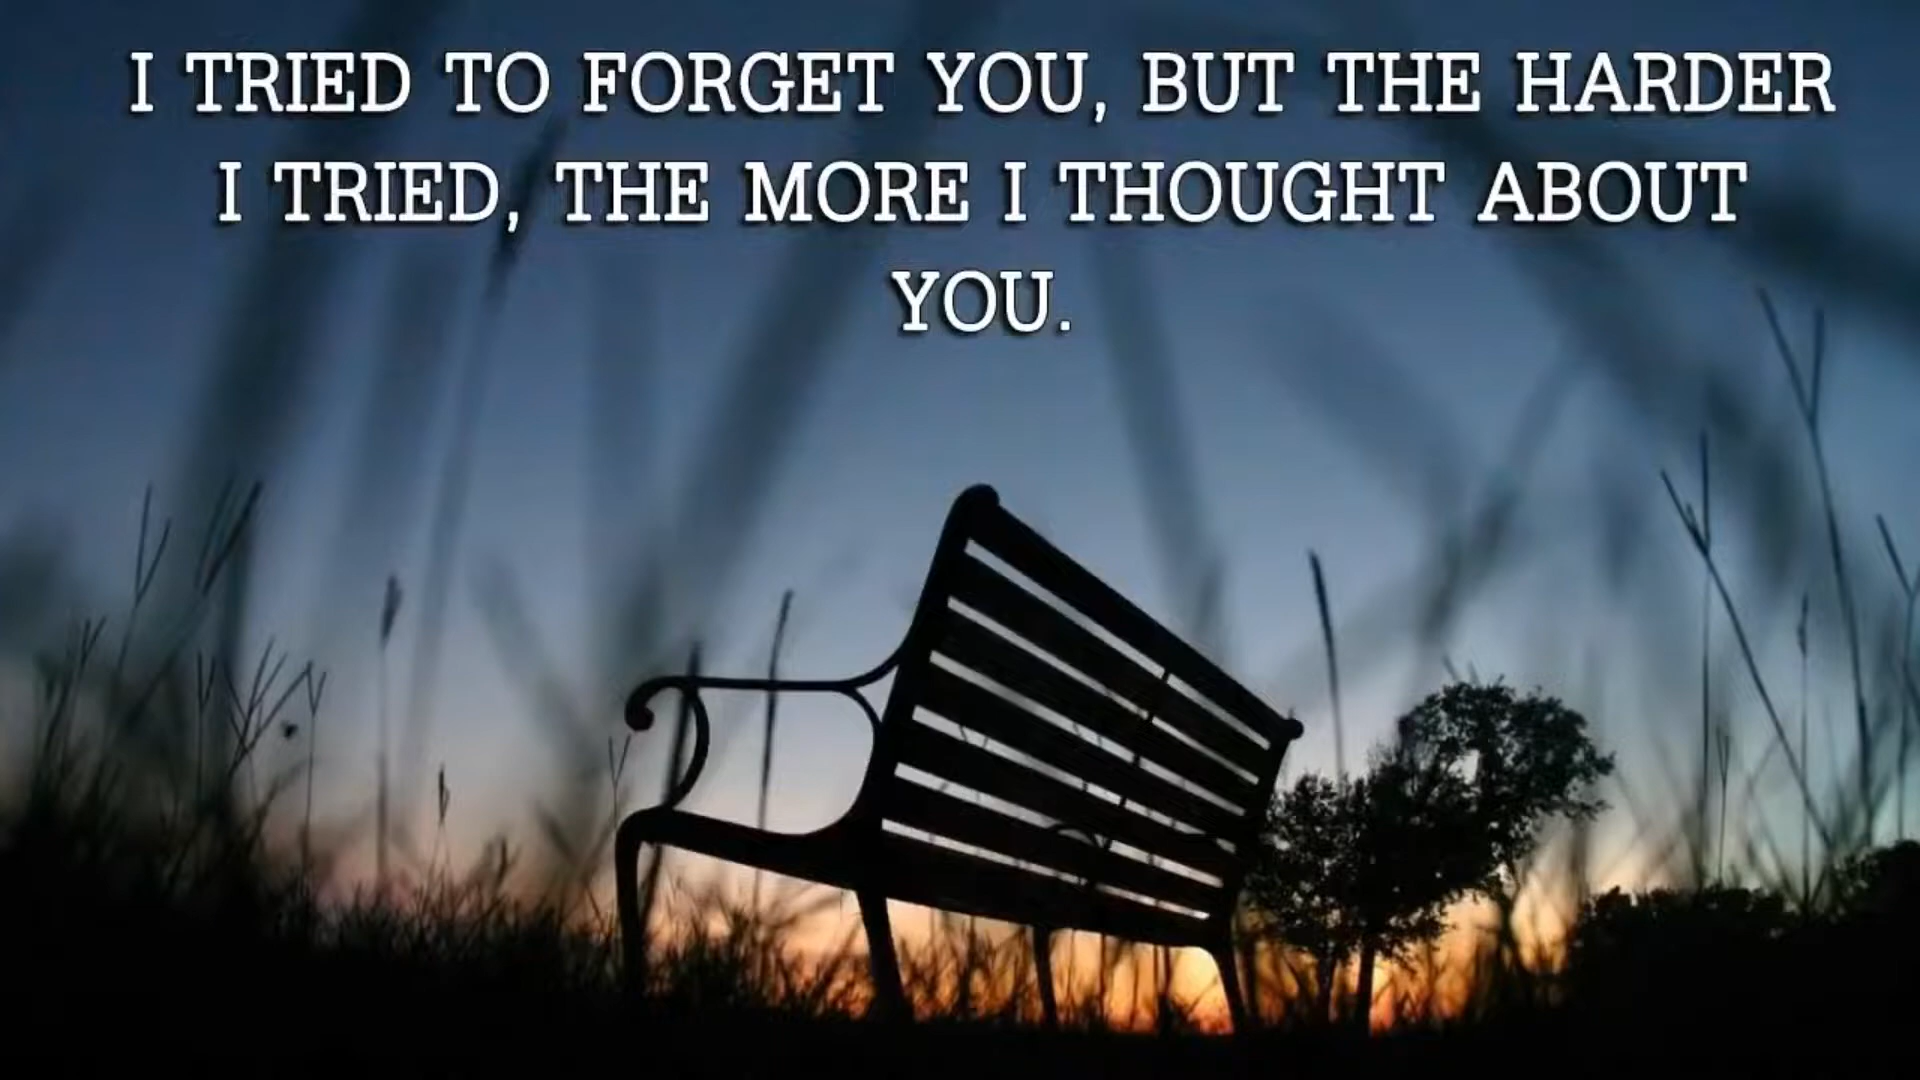 I TRIED TO FORGET YOU, BUT THE HARDER
I TRIED, THE MORE I THOUGHT ABOUT
YOU.